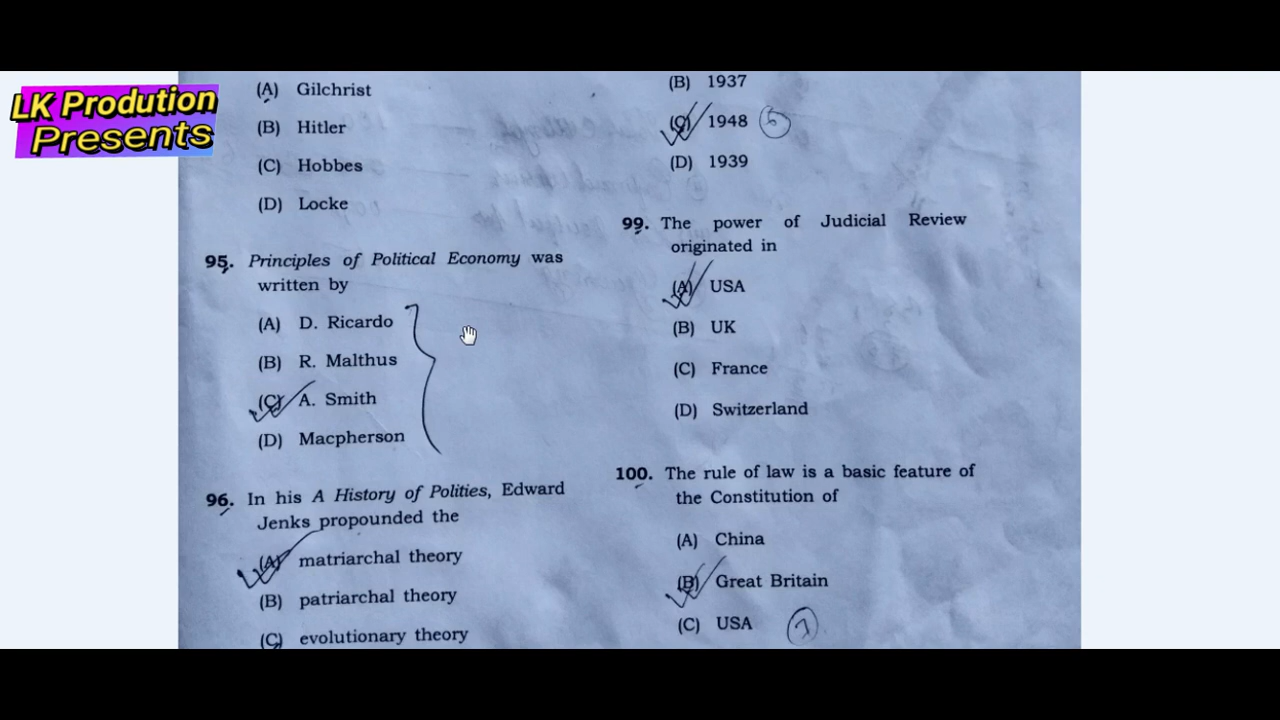 LK Prodution
Presents
(A) Gilchrist
(B) Hitler
(C) Hobbes
(D) Locke
95. Principles of Political Economy was
written by
(A) D. Ricardo
(B) R. Malthus
(C) A. Smith
(D) Macpherson
96. In his A History of Polities, Edward
Jenks propounded the
(A) matriarchal theory
(B) patriarchal theory
(C) evolutionary theory
(B) 1937
(C) 1948 5
(D) 1939
99. The power of Judicial Review
originated in
(A) USA
(B) UK
(C) France
(D) Switzerland
100. The rule of law is a basic feature of
the Constitution of
(A) China
(B) Great Britain
(C) USA 7